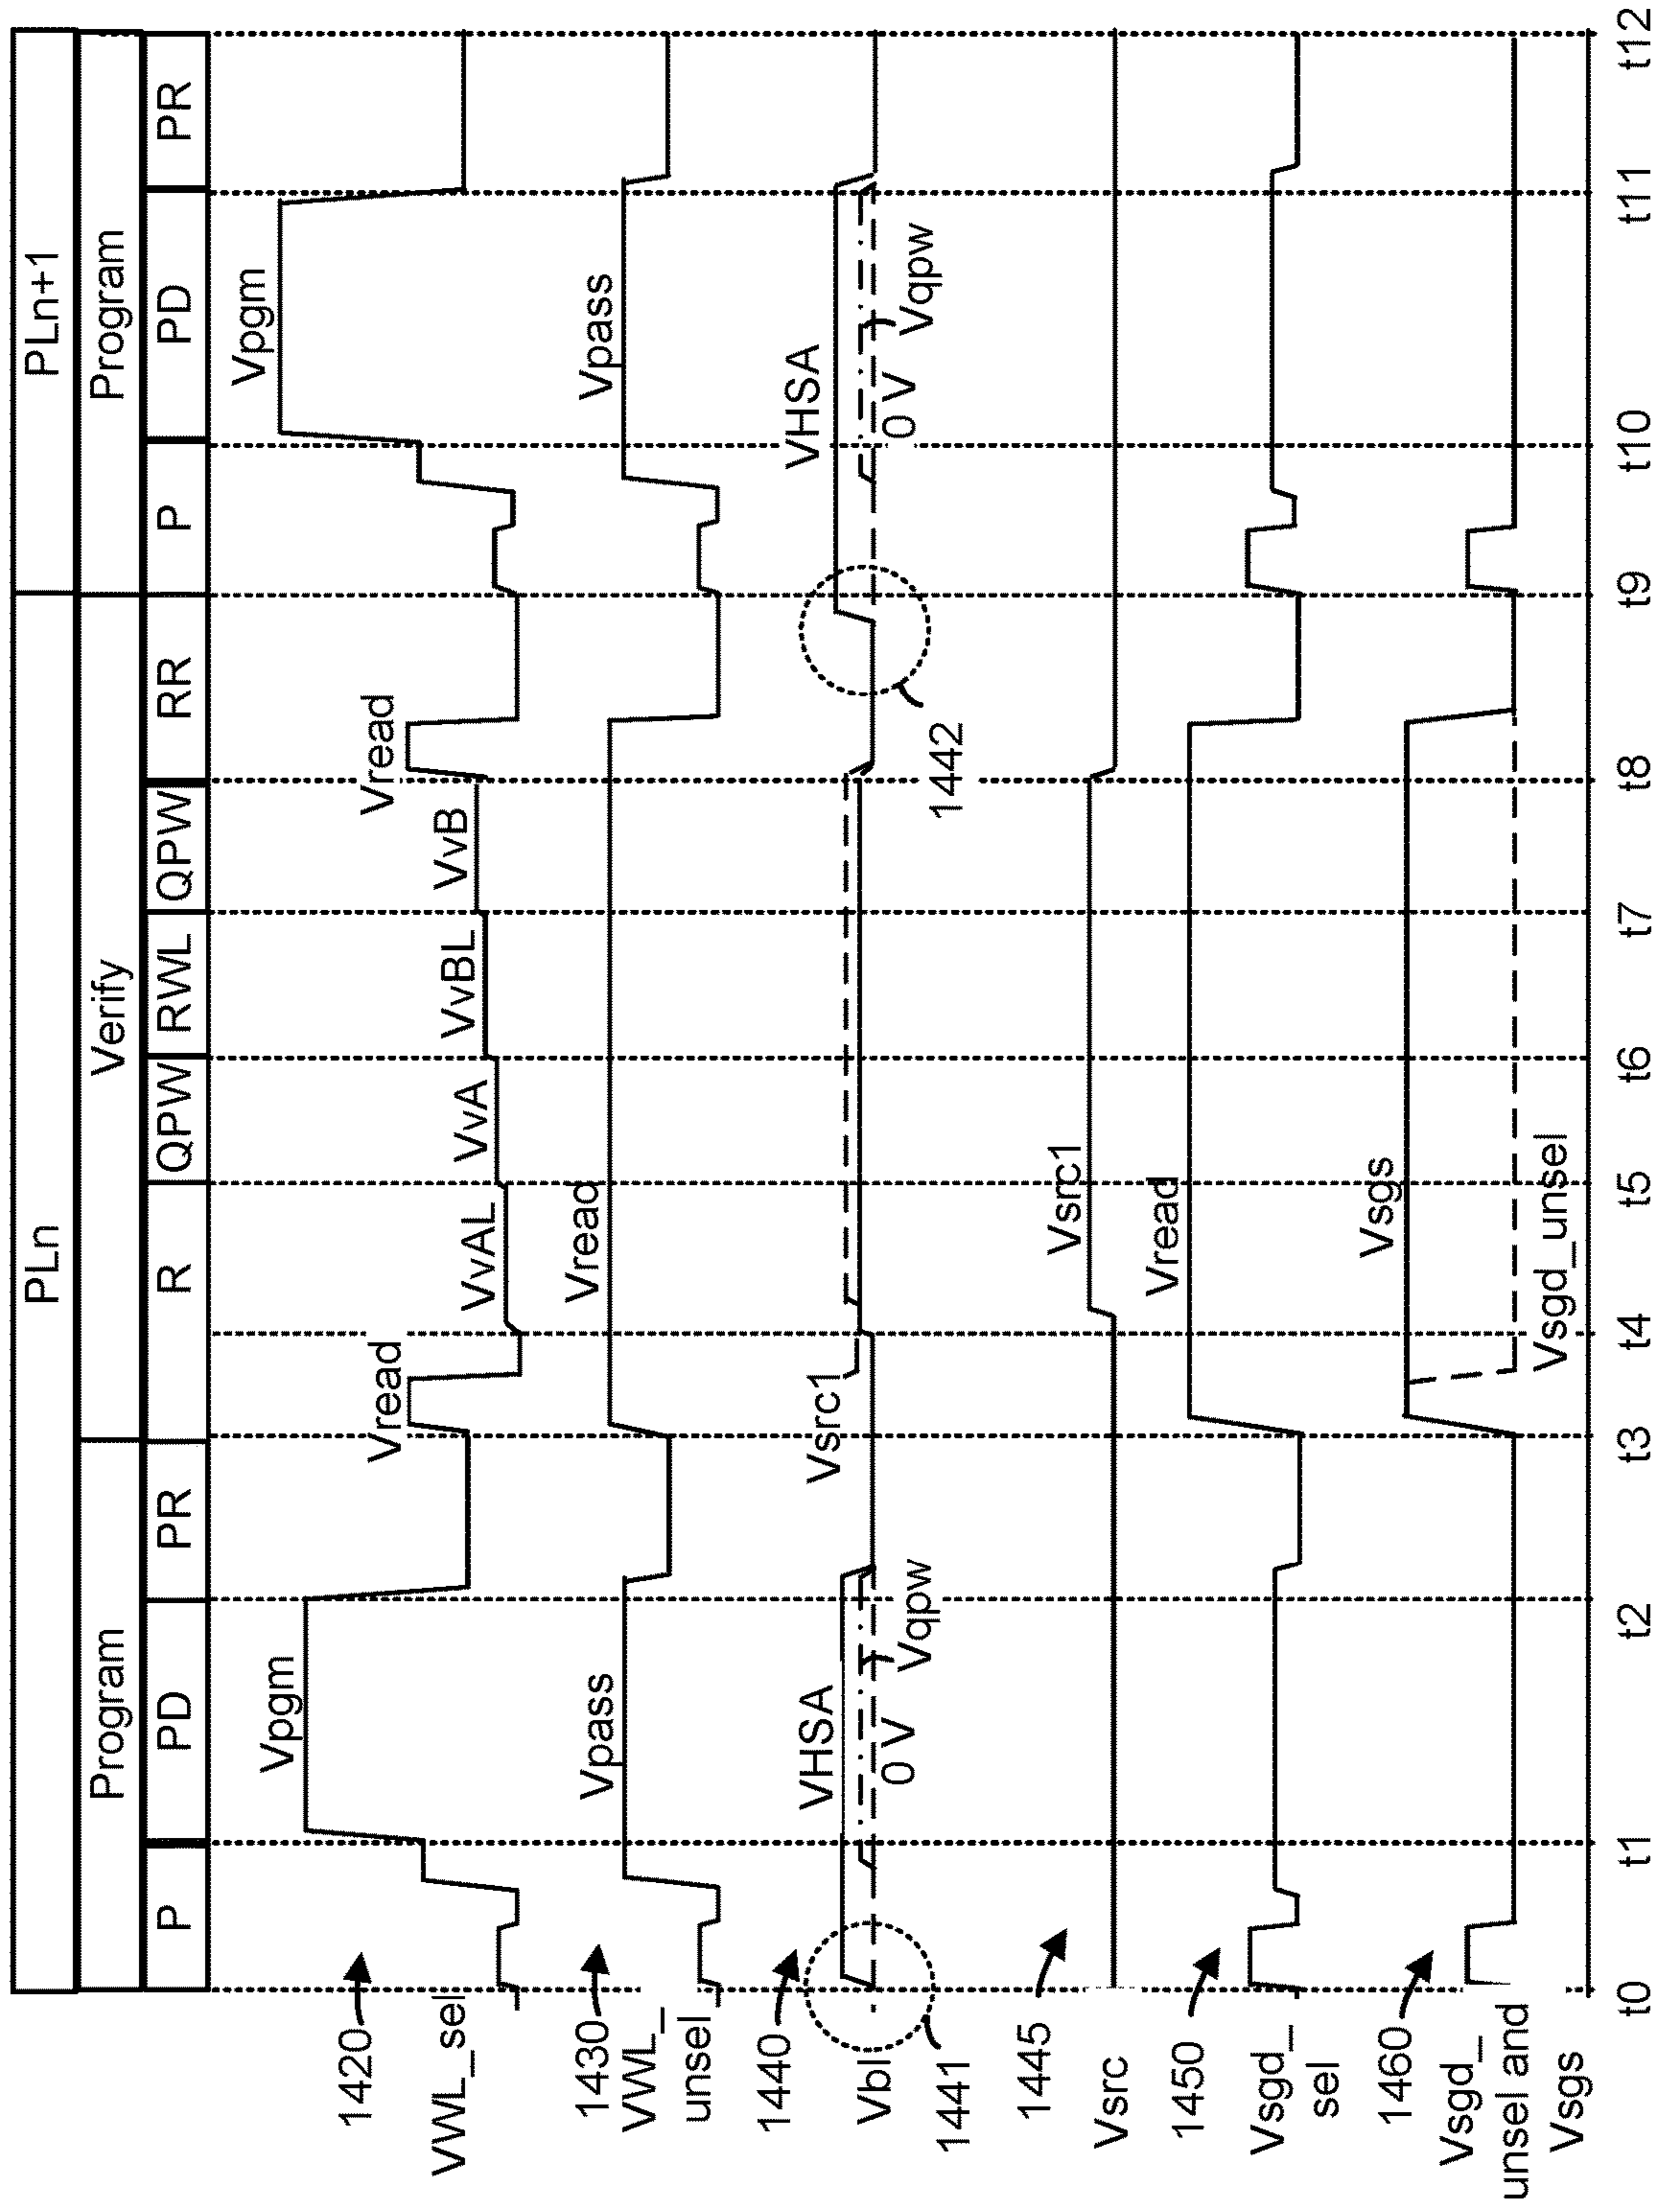 PLn PLn+1
Program Verify Program
P PD PR R QPW RWL QPW RR P PD PR
1420
VWL_sel
Vpgm Vread VvAL VvA VvBL VvB Vread Vpgm
1430
VWL_
unsel
Vpass Vread Vpass
1440
Vbl
VHSA Vsrc1 VHSA
0 V Vqpw 0 V Vqpw
1441 1442
1445
Vsrc
Vsrc1
1450
Vsgd_
sel
Vread
1460
Vsgd_
unsel and
Vsgs
Vsgs
Vsgd_unsel
t0 t1 t2 t3 t4 t5 t6 t7 t8 t9 t10 t11 t12